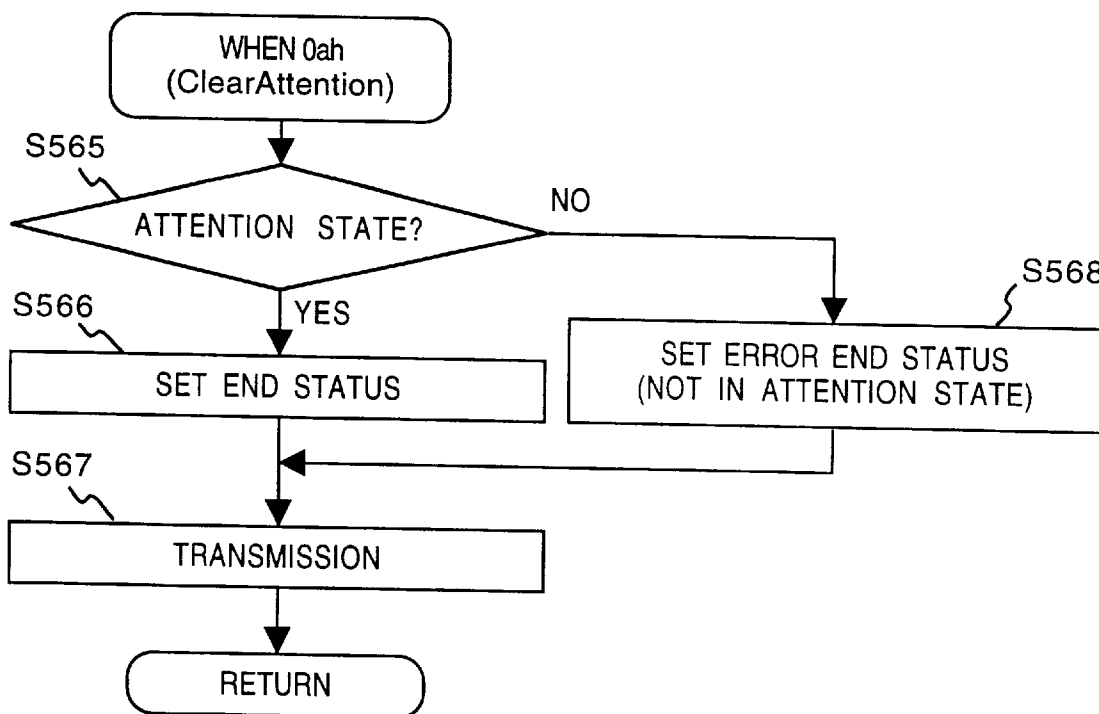 WHEN 0ah
(ClearAttention)
S565
ATTENTION STATE?
NO
YES
S566
SET END STATUS
S568
SET ERROR END STATUS
(NOT IN ATTENTION STATE)
S567
TRANSMISSION
RETURN